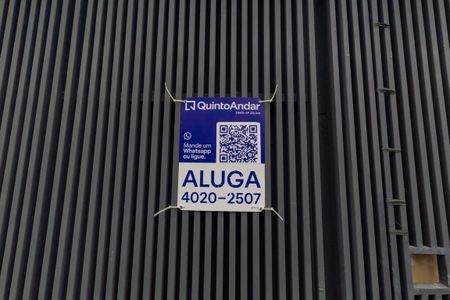 QuintoAndar
Mande um
Whatsapp
ou ligue.
ALUGA
4020-2507